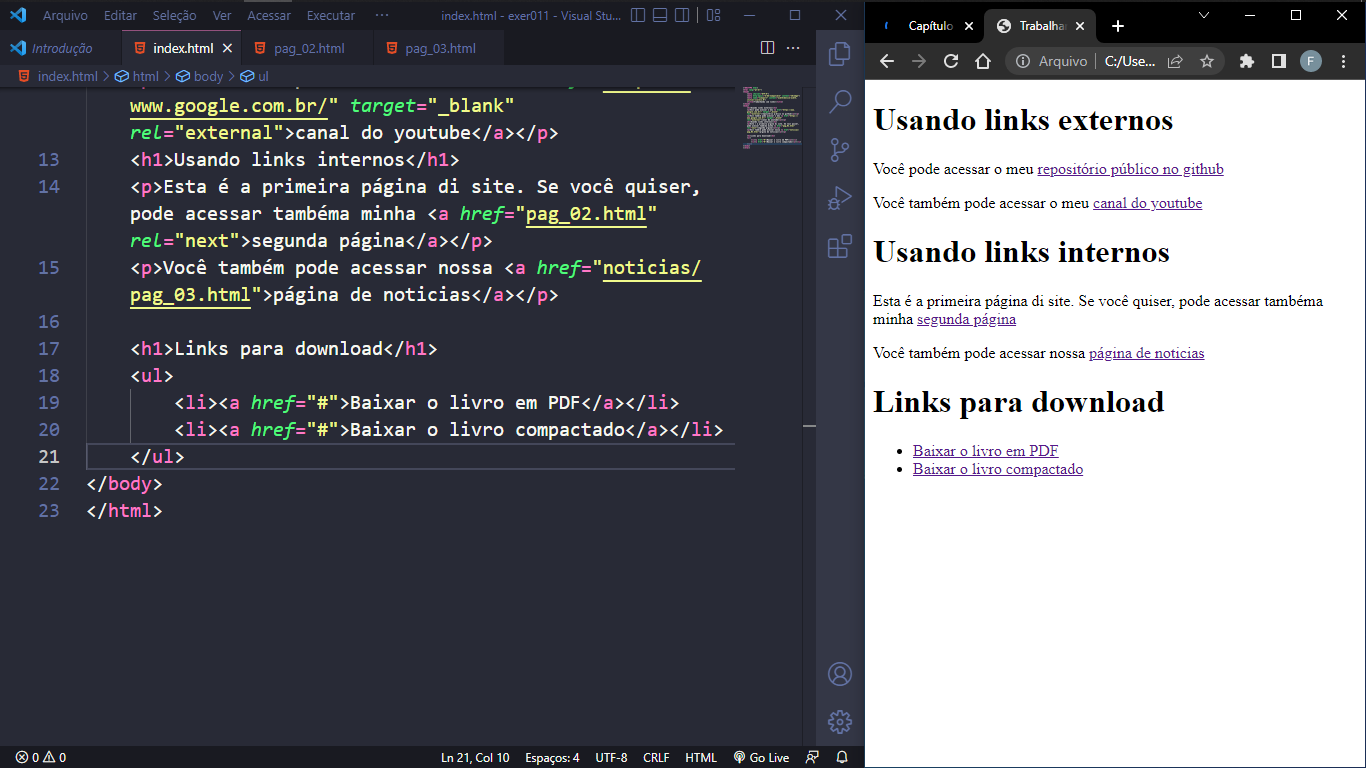 Arquivo Editar Seleção Ver Acessar Executar ··· index.html - exer011 - Visual Stu...
Introdução index.html pag_02.html pag_03.html ···
index.html > html > body > ul
www.google.com.br/" target="_blank"
rel="external">canal do youtube</a></p>
13 <h1>Usando links internos</h1>
14 <p>Esta é a primeira página di site. Se você quiser,
pode acessar tambéma minha <a href="pag_02.html"
rel="next">segunda página</a></p>
15 <p>Você também pode acessar nossa <a href="noticias/
pag_03.html">página de noticias</a></p>
16
17 <h1>Links para download</h1>
18 <ul>
19 <li><a href="#">Baixar o livro em PDF</a></li>
20 <li><a href="#">Baixar o livro compactado</a></li>
21 </ul>
22 </body>
23 </html>
0 0 Ln 21, Col 10 Espaços: 4 UTF-8 CRLF HTML Go Live
Capítulo Trabalha
Arquivo C:/Use... F
Usando links externos
Você pode acessar o meu repositório público no github
Você também pode acessar o meu canal do youtube
Usando links internos
Esta é a primeira página di site. Se você quiser, pode acessar tambéma
minha segunda página
Você também pode acessar nossa página de noticias
Links para download
Baixar o livro em PDF
Baixar o livro compactado